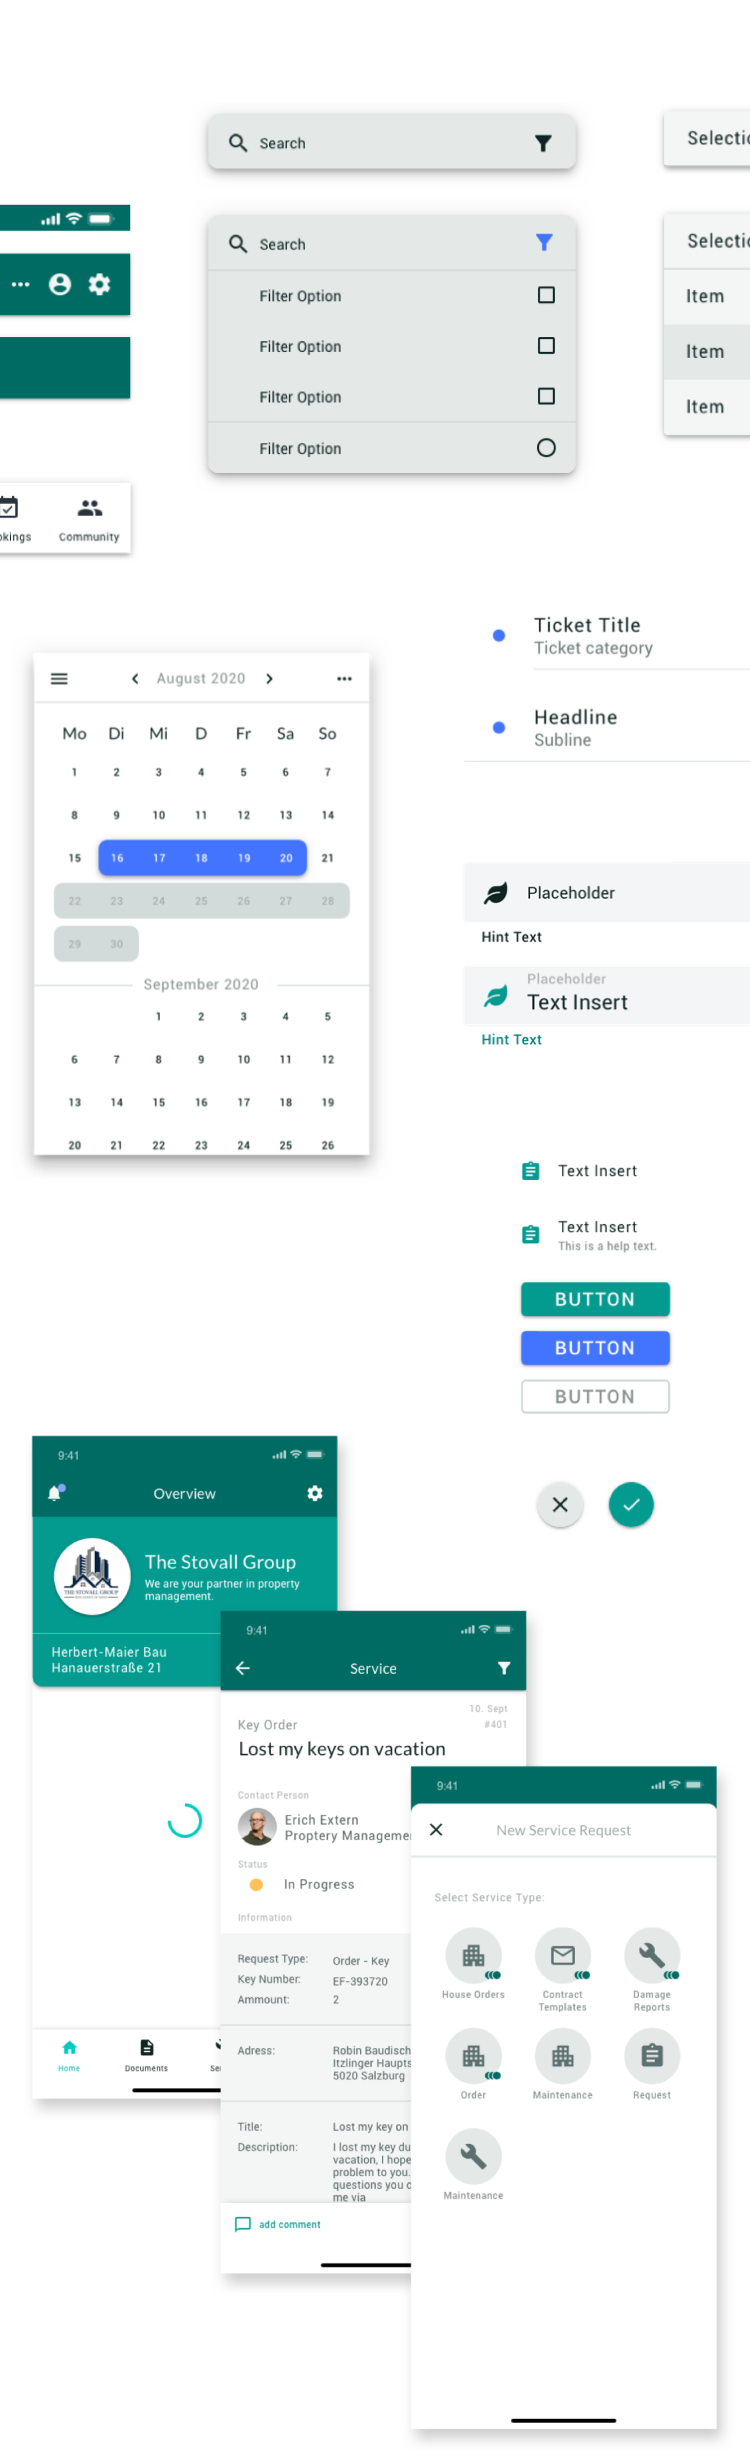 Search
Selectio
Search
Filter Option
Filter Option
Filter Option
Filter Option
Selectio
Item
Item
Item
okings
Community
Ticket Title
Ticket category
Headline
Subline
August 2020
Mo Di Mi D Fr Sa So
1 2 3 4 5 6 7
8 9 10 11 12 13 14
15 16 17 18 19 20 21
22 23 24 25 26 27 28
29 30
September 2020
1 2 3 4 5
6 7 8 9 10 11 12
13 14 15 16 17 18 19
20 21 22 23 24 25 26
Placeholder
Hint Text
Placeholder
Text Insert
Hint Text
Text Insert
Text Insert
This is a help text.
BUTTON
BUTTON
BUTTON
9:41
Overview
THE STOVALL GROUP
The Stovall Group
We are your partner in property
management.
Herbert-Maier Bau
Hanauerstraße 21
Home
Documents
Ser
9:41
Service
10. Sept
#401
Key Order
Lost my keys on vacation
Contact Person
Erich Extern
Proptery Manageme
Status
In Progress
Information
Request Type: Order - Key
Key Number: EF-393720
Ammount: 2
Adress: Robin Baudisch
Itzlinger Haupts
5020 Salzburg
Title: Lost my key on
Description: I lost my key du
vacation, I hope
problem to you.
questions you c
me via
add comment
9:41
New Service Request
Select Service Type:
House Orders
Contract
Templates
Damage
Reports
Order
Maintenance
Request
Maintenance